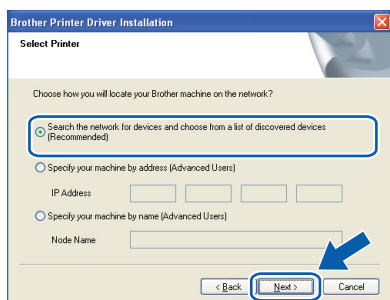 Brother Printer Driver Installation
Select Printer
Choose how you will locate your Brother machine on the network?
Search the network for devices and choose from a list of discovered devices
(Recommended)
Specify your machine by address (Advanced Users)
IP Address
Specify your machine by name (Advanced Users)
Node Name
< Back
Next >
Cancel